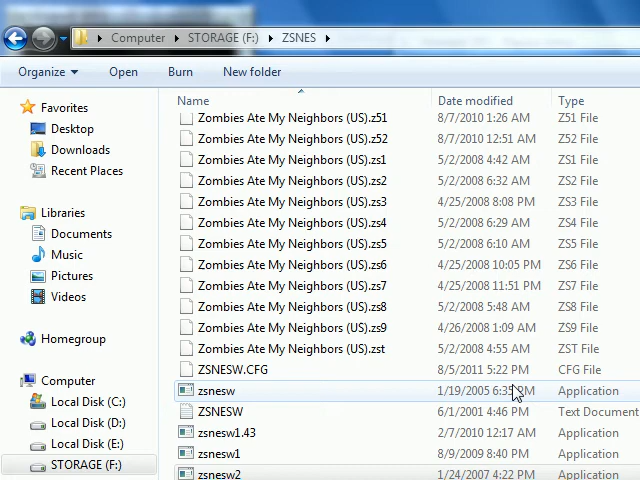 Computer STORAGE (F:) ZSNES
Organize Open Burn New folder
Name Date modified Type
Favorites
Desktop
Downloads
Recent Places
Libraries
Documents
Music
Pictures
Videos
Homegroup
Computer
Local Disk (C:)
Local Disk (D:)
Local Disk (E:)
STORAGE (F:)
Zombies Ate My Neighbors (US).z51 8/7/2010 1:26 AM Z51 File
Zombies Ate My Neighbors (US).z52 8/7/2010 12:51 AM Z52 File
Zombies Ate My Neighbors (US).zs1 5/2/2008 4:42 AM ZS1 File
Zombies Ate My Neighbors (US).zs2 5/2/2008 6:32 AM ZS2 File
Zombies Ate My Neighbors (US).zs3 4/25/2008 8:08 PM ZS3 File
Zombies Ate My Neighbors (US).zs4 5/2/2008 6:29 AM ZS4 File
Zombies Ate My Neighbors (US).zs5 5/2/2008 6:10 AM ZS5 File
Zombies Ate My Neighbors (US).zs6 4/25/2008 10:05 PM ZS6 File
Zombies Ate My Neighbors (US).zs7 4/25/2008 11:51 PM ZS7 File
Zombies Ate My Neighbors (US).zs8 5/2/2008 5:48 AM ZS8 File
Zombies Ate My Neighbors (US).zs9 4/26/2008 1:09 AM ZS9 File
Zombies Ate My Neighbors (US).zst 5/2/2008 4:55 AM ZST File
ZSNESW.CFG 8/5/2011 5:22 PM CFG File
zsnesw 1/19/2005 6:35 PM Application
ZSNESW 6/1/2001 4:46 PM Text Document
zsnesw1.43 2/7/2010 12:17 AM Application
zsnesw1 8/9/2009 8:40 PM Application
zsnesw2 1/24/2007 4:22 PM Application